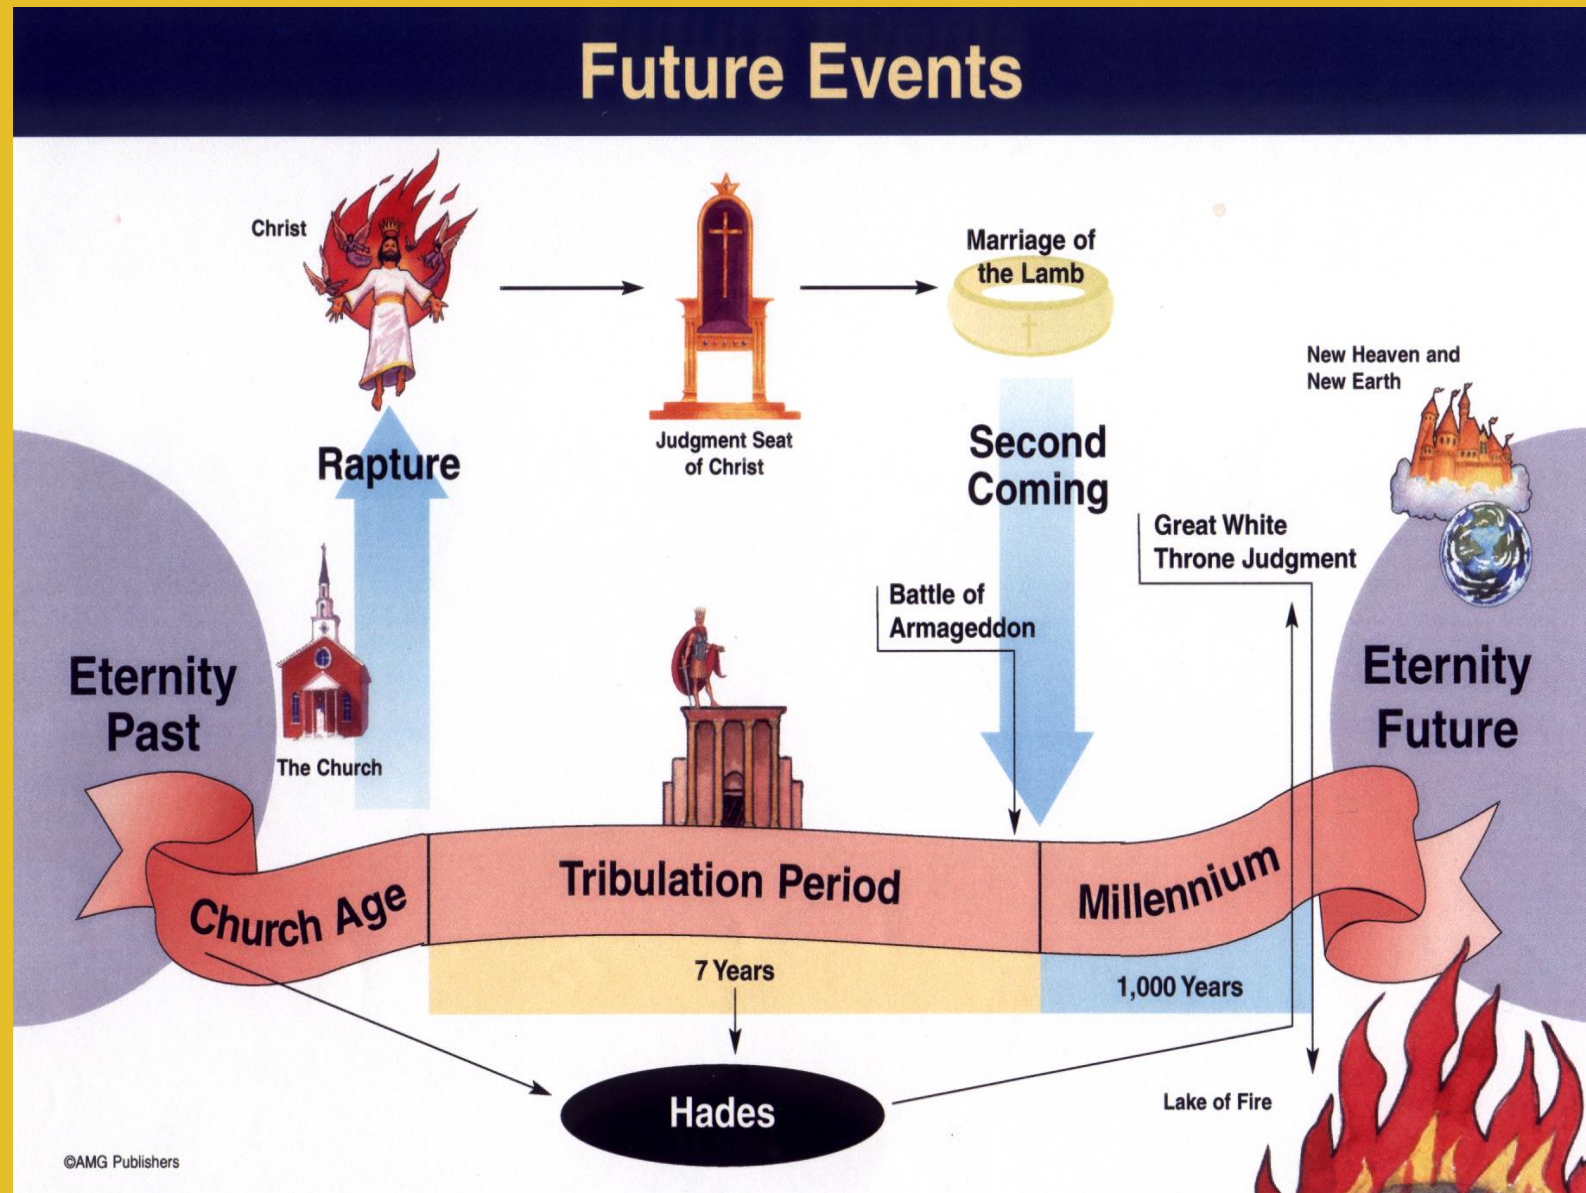 Future Events
Christ
Marriage of
the Lamb
New Heaven and
New Earth
Judgment Seat
of Christ
Rapture
Second
Coming
Great White
Throne Judgment
Battle of
Armageddon
Eternity
Past
The Church
Eternity
Future
Church Age
Tribulation Period
Millennium
7 Years
1,000 Years
Hades
Lake of Fire
©AMG Publishers